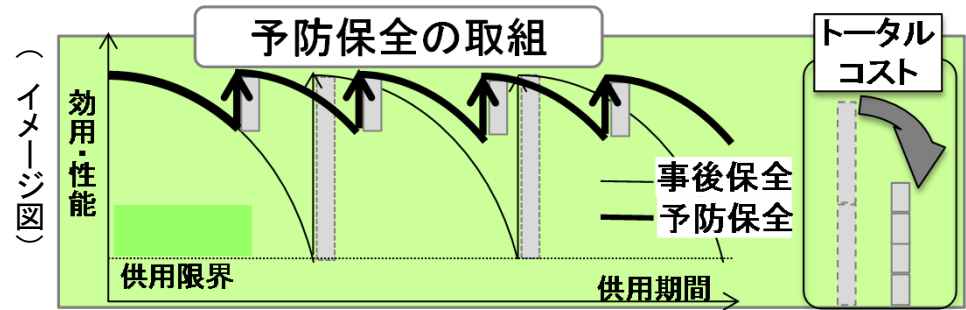 予防保全の取組
（イメージ図）
効用・性能
事後保全
予防保全
供用限界
供用期間
トータル
コスト